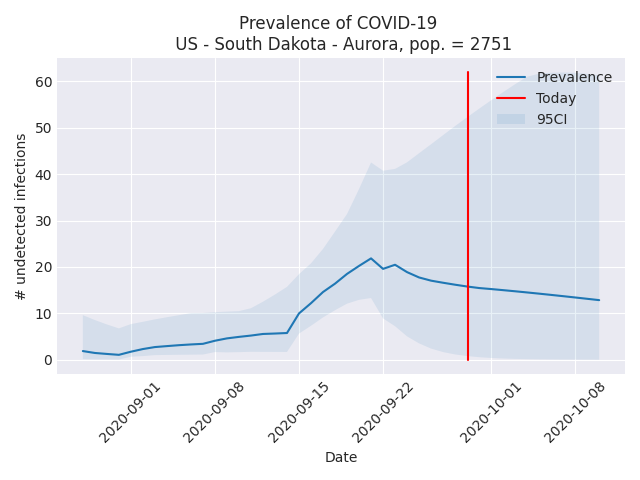 Prevalence of COVID-19
US - South Dakota - Aurora, pop. = 2751
Prevalence
Today
95CI
60
50
40
30
20
10
0
# undetected infections
2020-09-01
2020-09-08
2020-09-15
2020-09-22
2020-10-01
2020-10-08
Date